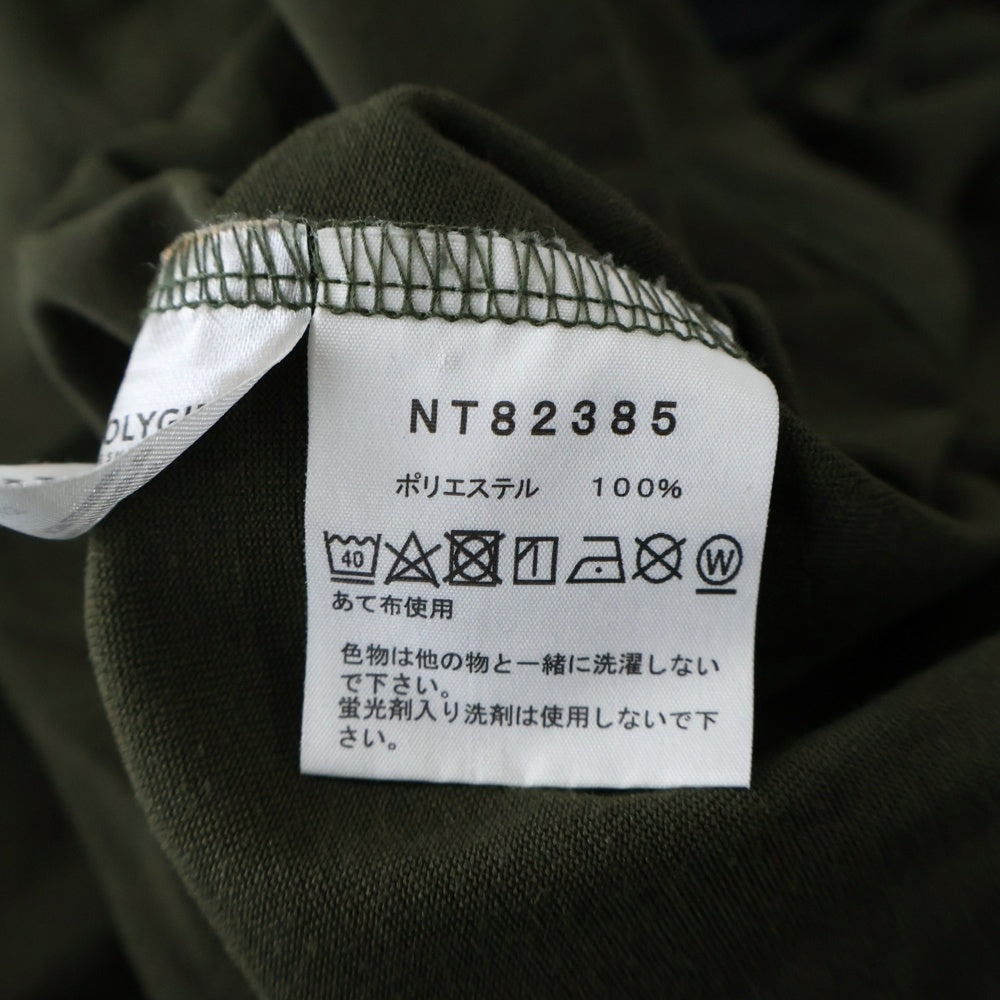 NT82385
ポリエステル 100%
40
W
あて布使用
色物は他の物と一緒に洗濯しない
で下さい。
蛍光剤入り洗剤は使用しないで下
さい。